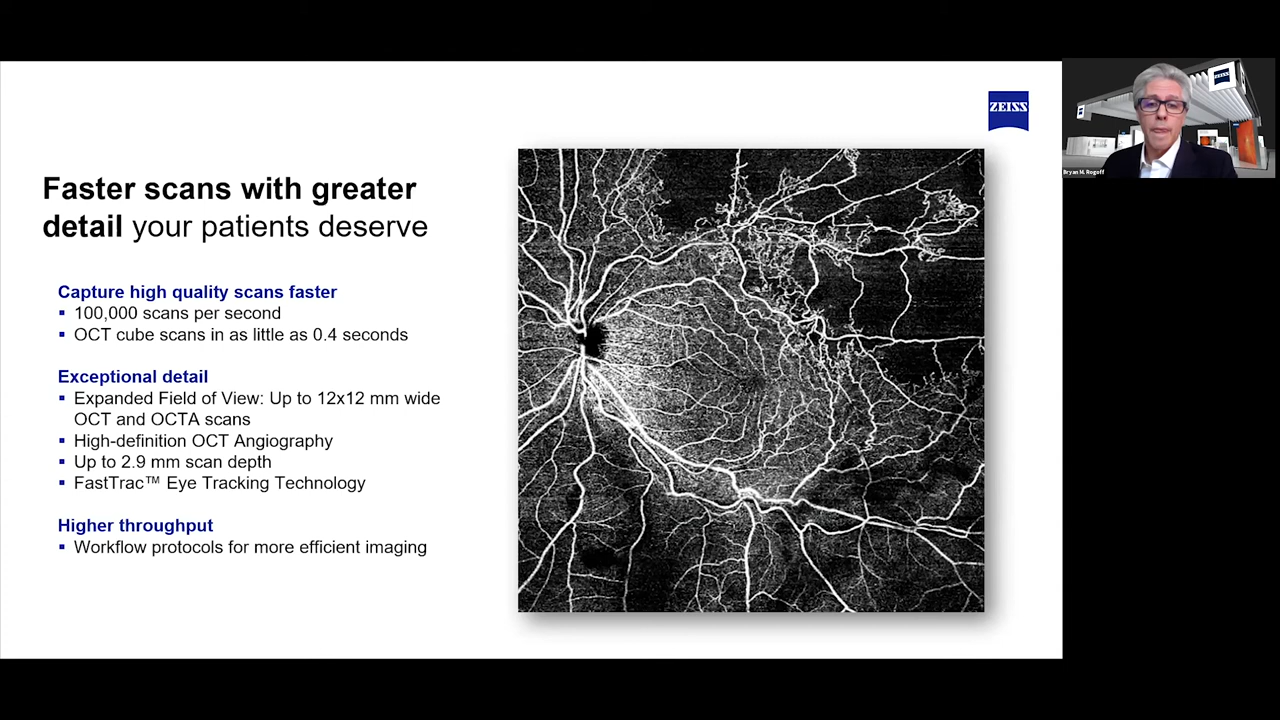 ZEISS
Faster scans with greater
detail your patients deserve
Capture high quality scans faster
▪ 100,000 scans per second
▪ OCT cube scans in as little as 0.4 seconds
Exceptional detail
▪ Expanded Field of View: Up to 12x12 mm wide
OCT and OCTA scans
▪ High-definition OCT Angiography
▪ Up to 2.9 mm scan depth
▪ FastTrac™ Eye Tracking Technology
Higher throughput
▪ Workflow protocols for more efficient imaging
ZEISS
Bryan M. Rogoff